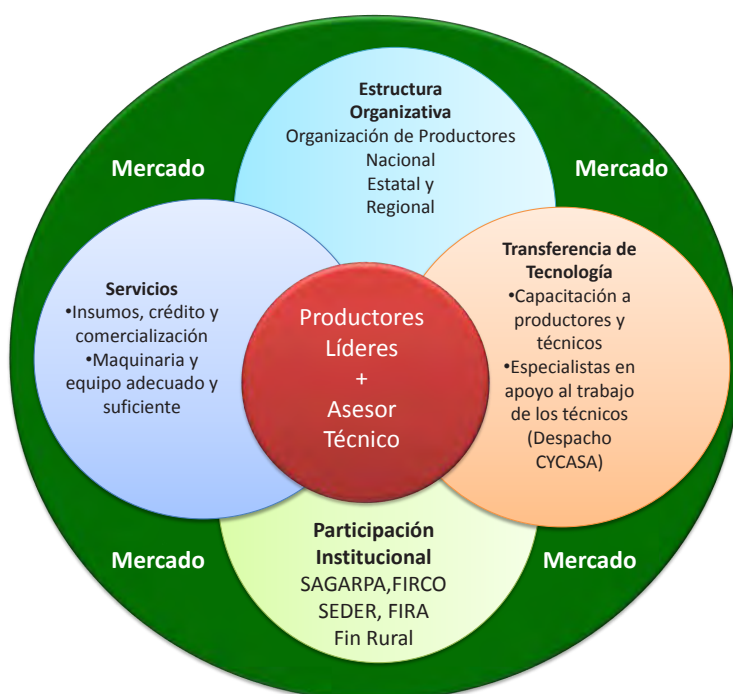 Estructura
Organizativa
Organización de Productores
Nacional
Estatal y
Regional
Mercado
Mercado
Servicios
•Insumos, crédito y
comercialización
•Maquinaria y
equipo adecuado y
suficiente
Productores
Líderes
+
Asesor
Técnico
Transferencia de
Tecnología
•Capacitación a
productores y
técnicos
•Especialistas en
apoyo al trabajo
de los técnicos
(Despacho
CYCASA)
Mercado
Mercado
Participación
Institucional
SAGARPA,FIRCO
SEDER, FIRA
Fin Rural